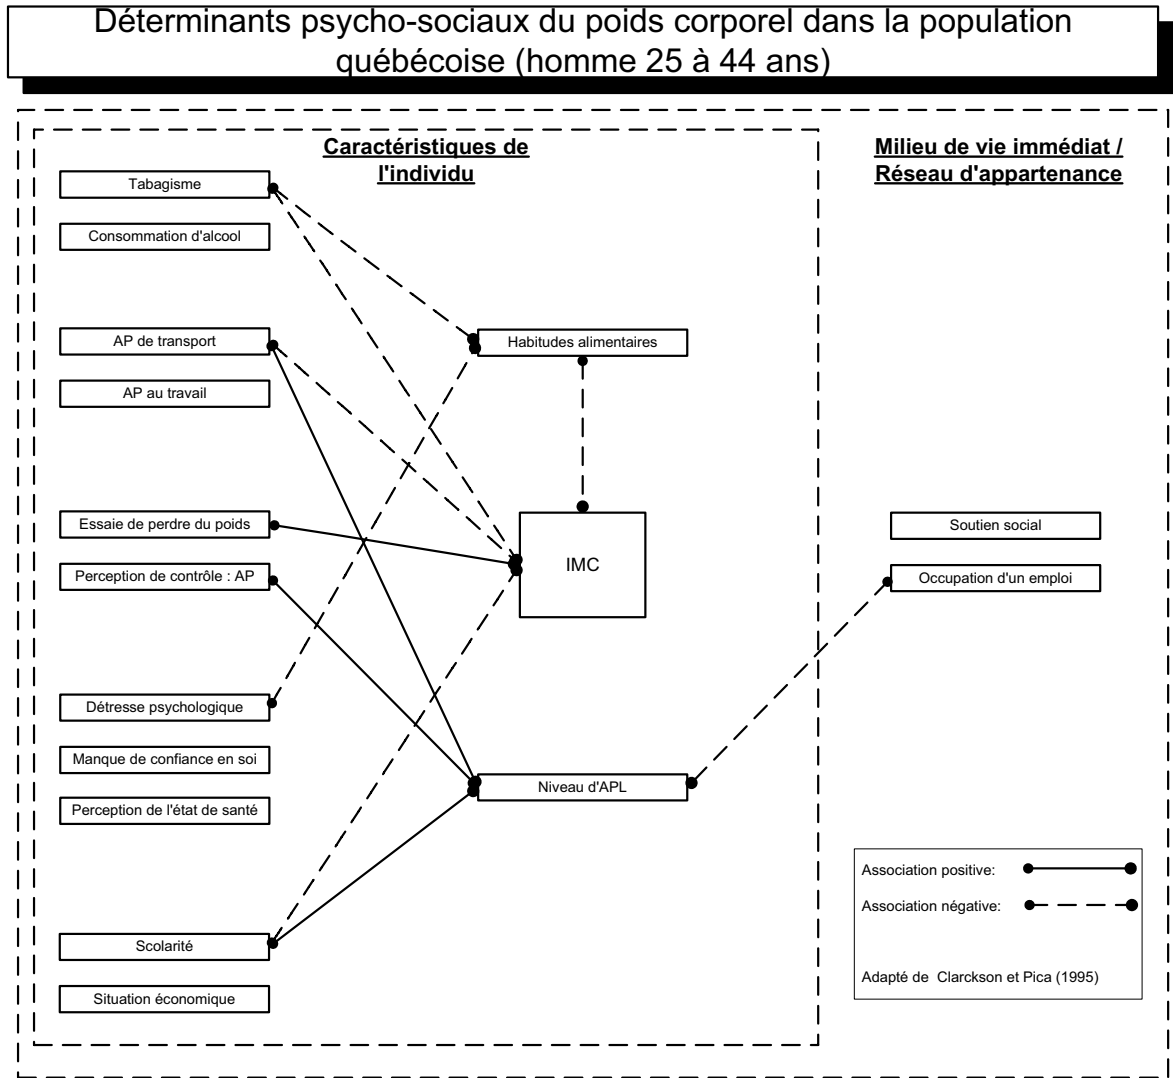 Déterminants psycho-sociaux du poids corporel dans la population
québécoise (homme 25 à 44 ans)
Caractéristiques de
l'individu
Milieu de vie immédiat /
Réseau d'appartenance
Tabagisme
Consommation d'alcool
AP de transport
Habitudes alimentaires
AP au travail
Essaie de perdre du poids
Soutien social
Perception de contrôle : AP
IMC
Occupation d'un emploi
Détresse psychologique
Manque de confiance en soi
Niveau d'APL
Perception de l'état de santé
Association positive:
Association négative:
Scolarité
Adapté de Clarckson et Pica (1995)
Situation économique